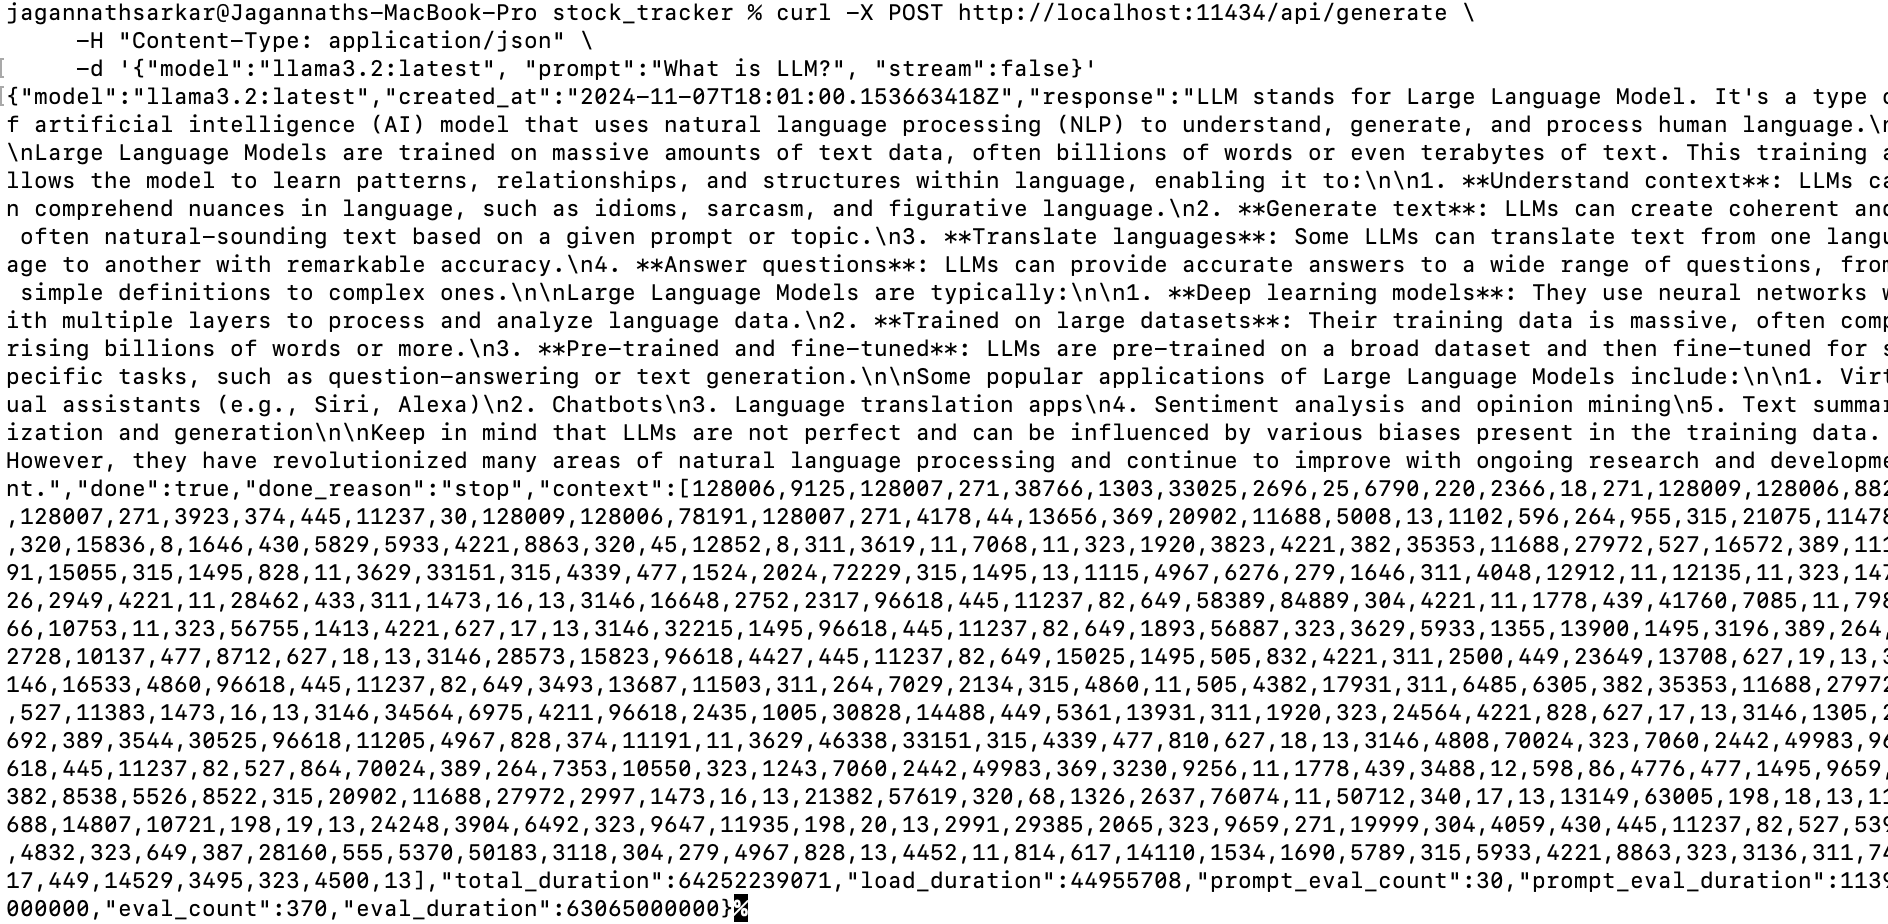 jagannathsarkar@Jagannaths-MacBook-Pro stock_tracker % curl -X POST http://localhost:11434/api/generate \
-H "Content-Type: application/json" \
-d '{"model":"llama3.2:latest", "prompt":"What is LLM?", "stream":false}'
{"model":"llama3.2:latest","created_at":"2024-11-07T18:01:00.153663418Z","response":"LLM stands for Large Language Model. It's a type o
f artificial intelligence (AI) model that uses natural language processing (NLP) to understand, generate, and process human language.\n
\nLarge Language Models are trained on massive amounts of text data, often billions of words or even terabytes of text. This training a
llows the model to learn patterns, relationships, and structures within language, enabling it to:\n\n1. **Understand context**: LLMs ca
n comprehend nuances in language, such as idioms, sarcasm, and figurative language.\n2. **Generate text**: LLMs can create coherent and
often natural-sounding text based on a given prompt or topic.\n3. **Translate languages**: Some LLMs can translate text from one langu
age to another with remarkable accuracy.\n4. **Answer questions**: LLMs can provide accurate answers to a wide range of questions, from
simple definitions to complex ones.\n\nLarge Language Models are typically:\n\n1. **Deep learning models**: They use neural networks w
ith multiple layers to process and analyze language data.\n2. **Trained on large datasets**: Their training data is massive, often comp
rising billions of words or more.\n3. **Pre-trained and fine-tuned**: LLMs are pre-trained on a broad dataset and then fine-tuned for s
pecific tasks, such as question-answering or text generation.\n\nSome popular applications of Large Language Models include:\n\n1. Virt
ual assistants (e.g., Siri, Alexa)\n2. Chatbots\n3. Language translation apps\n4. Sentiment analysis and opinion mining\n5. Text summar
ization and generation\n\nKeep in mind that LLMs are not perfect and can be influenced by various biases present in the training data.
However, they have revolutionized many areas of natural language processing and continue to improve with ongoing research and developme
nt.","done":true,"done_reason":"stop","context":[128006,9125,128007,271,38766,1303,33025,2696,25,6790,220,2366,18,271,128009,128006,882
,128007,271,3923,374,445,11237,30,128009,128006,78191,128007,271,4178,44,13656,369,20902,11688,5008,13,1102,596,264,955,315,21075,11478
,320,15836,8,1646,430,5829,5933,4221,8863,320,45,12852,8,311,3619,11,7068,11,323,1920,3823,4221,382,35353,11688,27972,527,16572,389,111
91,15055,315,1495,828,11,3629,33151,315,4339,477,1524,2024,72229,315,1495,13,1115,4967,6276,279,1646,311,4048,12912,11,12135,11,323,147
26,2949,4221,11,28462,433,311,1473,16,13,3146,16648,2752,2317,96618,445,11237,82,649,58389,84889,304,4221,11,1778,439,41760,7085,11,798
66,10753,11,323,56755,1413,4221,627,17,13,3146,32215,1495,96618,445,11237,82,649,1893,56887,323,3629,5933,1355,13900,1495,3196,389,264,
2728,10137,477,8712,627,18,13,3146,28573,15823,96618,4427,445,11237,82,649,15025,1495,505,832,4221,311,2500,449,23649,13708,627,19,13,3
146,16533,4860,96618,445,11237,82,649,3493,13687,11503,311,264,7029,2134,315,4860,11,505,4382,17931,311,6485,6305,382,35353,11688,27972
,527,11383,1473,16,13,3146,34564,6975,4211,96618,2435,1005,30828,14488,449,5361,13931,311,1920,323,24564,4221,828,627,17,13,3146,1305,2
692,389,3544,30525,96618,11205,4967,828,374,11191,11,3629,46338,33151,315,4339,477,810,627,18,13,3146,4808,70024,323,7060,2442,49983,96
618,445,11237,82,527,864,70024,389,264,7353,10550,323,1243,7060,2442,49983,369,3230,9256,11,1778,439,3488,12,598,86,4776,477,1495,9659,
382,8538,5526,8522,315,20902,11688,27972,2997,1473,16,13,21382,57619,320,68,1326,2637,76074,11,50712,340,17,13,13149,63005,198,18,13,11
688,14807,10721,198,19,13,24248,3904,6492,323,9647,11935,198,20,13,2991,29385,2065,323,9659,271,19999,304,4059,430,445,11237,82,527,539
,4832,323,649,387,28160,555,5370,50183,3118,304,279,4967,828,13,4452,11,814,617,14110,1534,1690,5789,315,5933,4221,8863,323,3136,311,74
17,449,14529,3495,323,4500,13],"total_duration":64252239071,"load_duration":44955708,"prompt_eval_count":30,"prompt_eval_duration":1139
000000,"eval_count":370,"eval_duration":63065000000}%